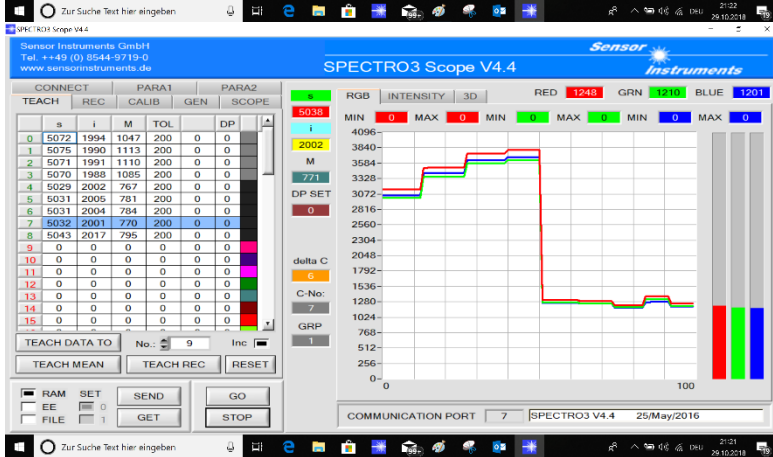 Zur Suche Text hier eingeben
99+
DEU
21:22
29.10.2018
19
SPECTRO3 Scope V4.4
Sensor Instruments GmbH
Tel. ++49 (0) 8544-9719-0
www.sensorinstruments.de
SPECTRO3 Scope V4.4
Sensor
Instruments
CONNECT PARA1 PARA2
TEACH REC CALIB GEN SCOPE
s i M TOL DP
0 5072 1994 1047 200 0 0
1 5075 1990 1113 200 0 0
2 5071 1991 1110 200 0 0
3 5070 1988 1085 200 0 0
4 5029 2002 767 200 0 0
5 5031 2005 781 200 0 0
6 5031 2004 784 200 0 0
7 5032 2001 770 200 0 0
8 5043 2017 795 200 0 0
9 0 0 0 0 0 0
10 0 0 0 0 0 0
11 0 0 0 0 0 0
12 0 0 0 0 0 0
13 0 0 0 0 0 0
14 0 0 0 0 0 0
15 0 0 0 0 0 0
TEACH DATA TO No.: 9 Inc
TEACH MEAN TEACH REC RESET
RAM SET
EE 0
FILE 1
SEND GO
GET STOP
s
5038
i
2002
M
771
DP SET
0
delta C
6
C-No:
7
GRP
1
RGB INTENSITY 3D
RED 1248 GRN 1210 BLUE 1201
MIN 0 MAX 0 MIN 0 MAX 0 MIN 0 MAX 0
4096
3840
3584
3328
3072
2816
2560
2304
2048
1792
1536
1280
1024
768
512
256
0
0 100
COMMUNICATION PORT 7 SPECTRO3 V4.4 25/May/2016
Zur Suche Text hier eingeben
99+
DEU
21:21
29.10.2018
19